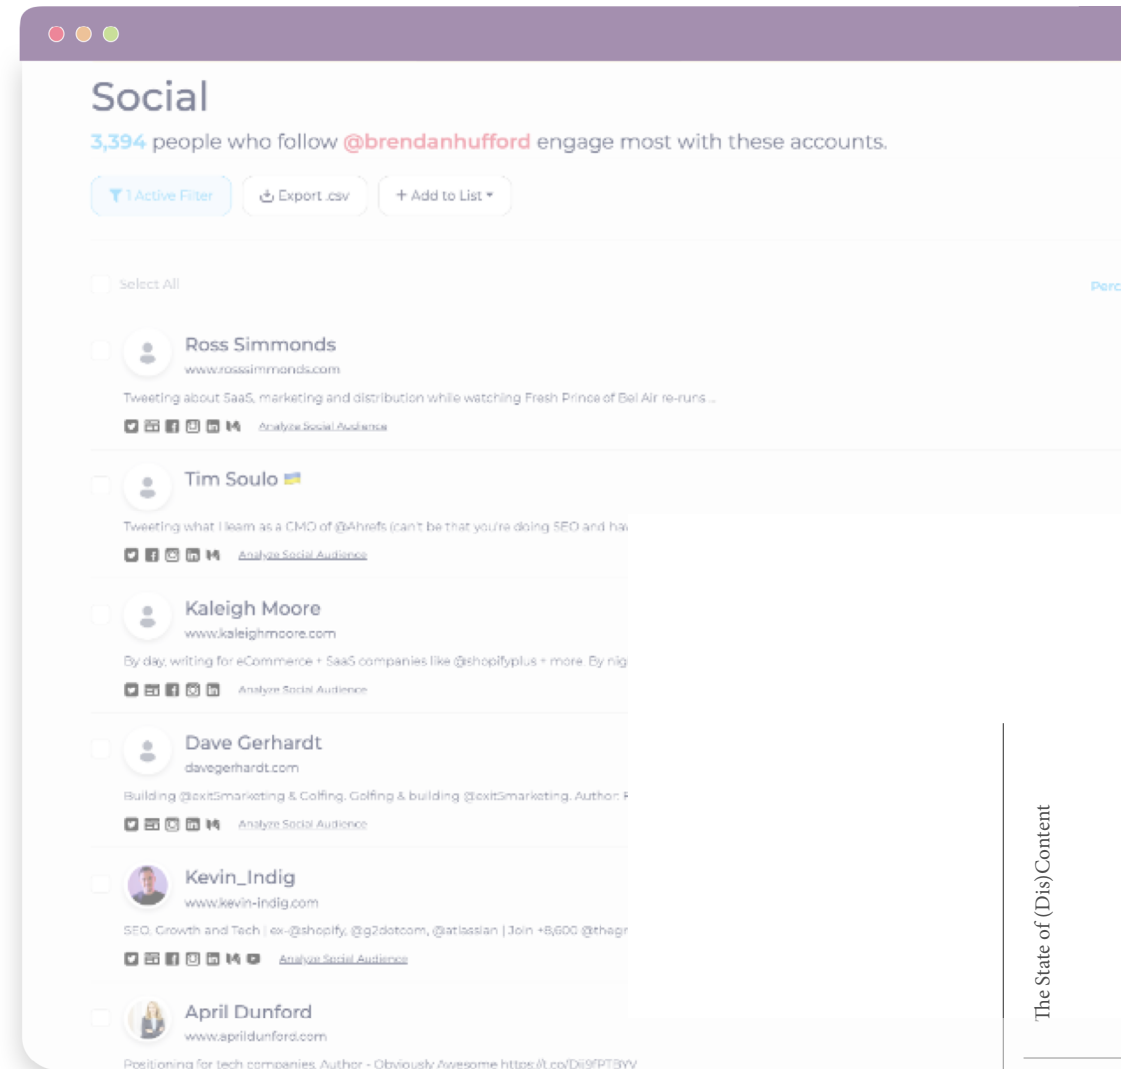 Social
3,394 people who follow @brendanhufford engage most with these accounts.
1 Active Filter
Export .csv
+ Add to List
Select All
Perc
Ross Simmonds
www.rosssimmonds.com
Tweeting about SaaS, marketing and distribution while watching Fresh Prince of Bel Air re-runs ...
Analyze Social Audience
Tim Soulo
Tweeting what I learn as a CMO of @Ahrefs (can't be that you're doing SEO and hav
Analyze Social Audience
Kaleigh Moore
www.kaleighmoore.com
By day, writing for eCommerce + SaaS companies like @shopifyplus + more. By nig
Analyze Social Audience
Dave Gerhardt
davegerhardt.com
Building @exit5marketing & Golfing. Golfing & building @exit5marketing. Author:
Analyze Social Audience
Kevin_Indig
www.kevin-indig.com
SEO, Growth and Tech | ex-@shopify, @g2dotcom, @atlassian | Join +8,600 @thegr
Analyze Social Audience
April Dunford
www.aprildunford.com
Positioning for tech companies. Author - Obviously Awesome
The State of (Dis)Content